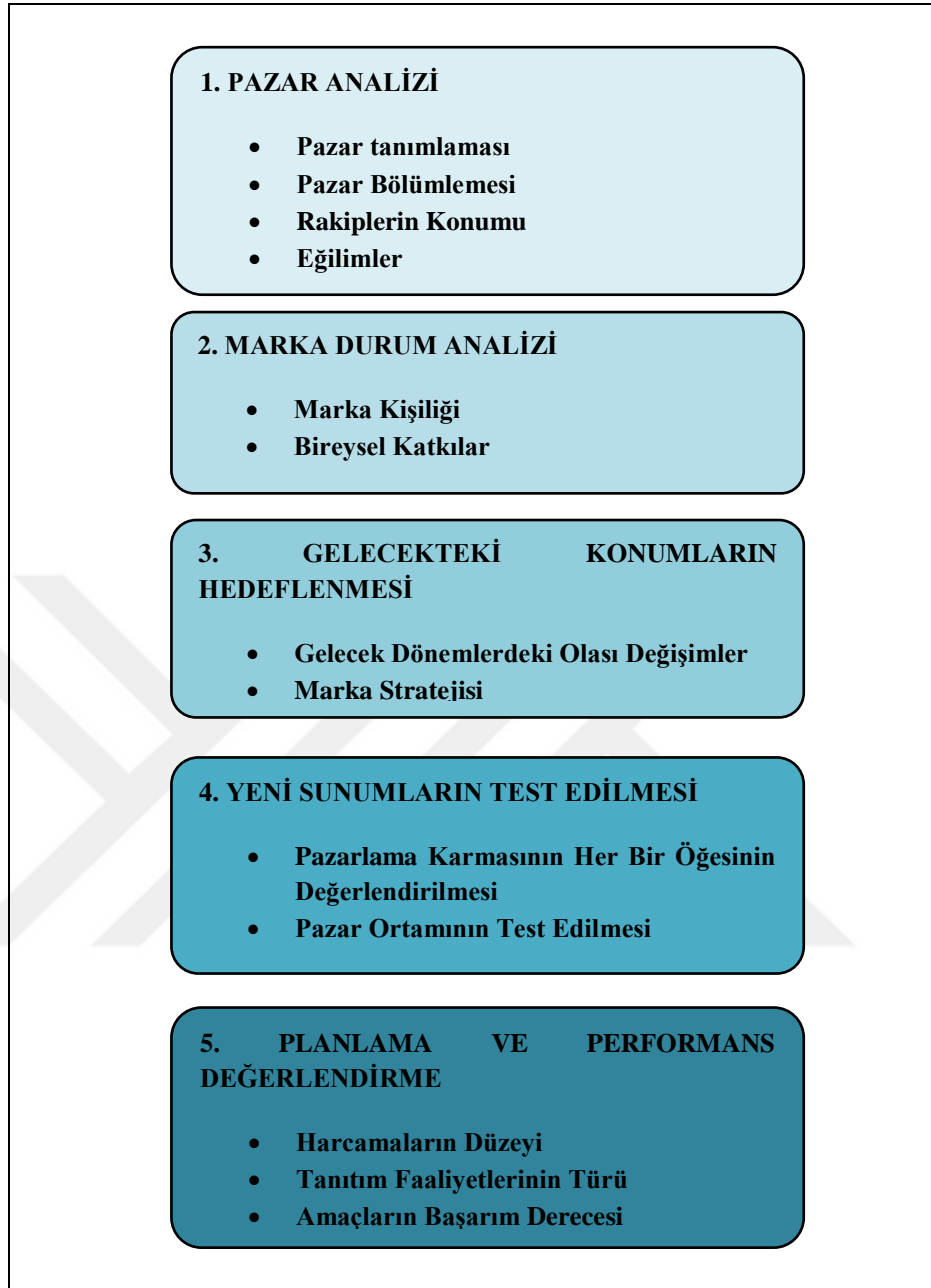 1. PAZAR ANALİZİ
• Pazar tanımlaması
• Pazar Bölümlemesi
• Rakiplerin Konumu
• Eğilimler
2. MARKA DURUM ANALİZİ
• Marka Kişiliği
• Bireysel Katkılar
3. GELECEKTEKİ KONUMLARIN
HEDEFLENMESİ
• Gelecek Dönemlerdeki Olası Değişimler
• Marka Stratejisi
4. YENİ SUNUMLARIN TEST EDİLMESİ
• Pazarlama Karmasının Her Bir Öğesinin
Değerlendirilmesi
• Pazar Ortamının Test Edilmesi
5. PLANLAMA VE PERFORMANS
DEĞERLENDİRME
• Harcamaların Düzeyi
• Tanıtım Faaliyetlerinin Türü
• Amaçların Başarım Derecesi